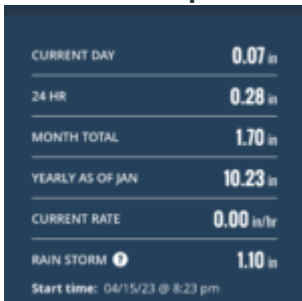 CURRENT DAY 0.07 in
24 HR 0.28 in
MONTH TOTAL 1.70 in
YEARLY AS OF JAN 10.23 in
CURRENT RATE 0.00 in/hr
RAIN STORM ? 1.10 in
Start time: 04/15/23 @ 8:23 pm